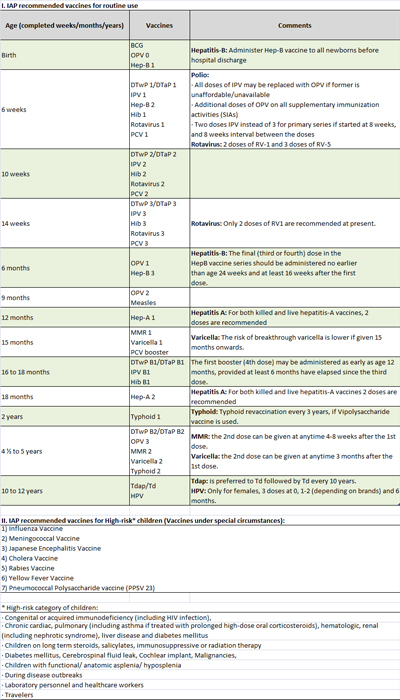 I. IAP recommended vaccines for routine use
Age (completed weeks/months/years) Vaccines Comments
Birth
BCG
OPV 0
Hep-B 1
Hepatitis-B: Administer Hep-B vaccine to all newborns before
hospital discharge
6 weeks
DTwP 1/DTaP 1
IPV 1
Hep-B 2
Hib 1
Rotavirus 1
PCV 1
Polio:
· All doses of IPV may be replaced with OPV if former is
unaffordable/unavailable
· Additional doses of OPV on all supplementary immunization
activities (SIAs)
· Two doses IPV instead of 3 for primary series if started at 8 weeks,
and 8 weeks interval between the doses
Rotavirus: 2 doses of RV-1 and 3 doses of RV-5
10 weeks
DTwP 2/DTaP 2
IPV 2
Hib 2
Rotavirus 2
PCV 2
14 weeks
DTwP 3/DTaP 3
IPV 3
Hib 3
Rotavirus 3
PCV 3
Rotavirus: Only 2 doses of RV1 are recommended at present.
6 months
OPV 1
Hep-B 3
Hepatitis-B: The final (third or fourth) dose in the
HepB vaccine series should be administered no earlier
than age 24 weeks and at least 16 weeks after the first
dose.
9 months
OPV 2
Measles
12 months
Hep-A 1
Hepatitis A: For both killed and live hepatitis-A vaccines, 2
doses are recommended
15 months
MMR 1
Varicella 1
PCV booster
Varicella: The risk of breakthrough varicella is lower if given 15
months onwards.
16 to 18 months
DTwP B1/DTaP B1
IPV B1
Hib B1
The first booster (4th dose) may be administered as early as age 12
months, provided at least 6 months have elapsed since the third
dose.
18 months
Hep-A 2
Hepatitis A: For both killed and live hepatitis-A vaccines 2 doses are
recommended
2 years
Typhoid 1
Typhoid: Typhoid revaccination every 3 years, if Vipolysaccharide
vaccine is used.
4 ½ to 5 years
DTwP B2/DTaP B2
OPV 3
MMR 2
Varicella 2
Typhoid 2
MMR: the 2nd dose can be given at anytime 4-8 weeks after the 1st
dose.
Varicella: the 2nd dose can be given at anytime 3 months after the
1st dose.
10 to 12 years
Tdap/Td
HPV
Tdap: is preferred to Td followed by Td every 10 years.
HPV: Only for females, 3 doses at 0, 1-2 (depending on brands) and 6
months.
II. IAP recommended vaccines for High-risk* children (Vaccines under special circumstances):
1) Influenza Vaccine
2) Meningococcal Vaccine
3) Japanese Encephalitis Vaccine
4) Cholera Vaccine
5) Rabies Vaccine
6) Yellow Fever Vaccine
7) Pneumococcal Polysaccharide vaccine (PPSV 23)
* High-risk category of children:
· Congenital or acquired immunodeficiency (including HIV infection),
· Chronic cardiac, pulmonary (including asthma if treated with prolonged high-dose oral corticosteroids), hematologic, renal
(including nephrotic syndrome), liver disease and diabetes mellitus
· Children on long term steroids, salicylates, immunosuppressive or radiation therapy
· Diabetes mellitus, Cerebrospinal fluid leak, Cochlear implant, Malignancies,
· Children with functional/ anatomic asplenia/ hyposplenia
· During disease outbreaks
· Laboratory personnel and healthcare workers
· Travelers